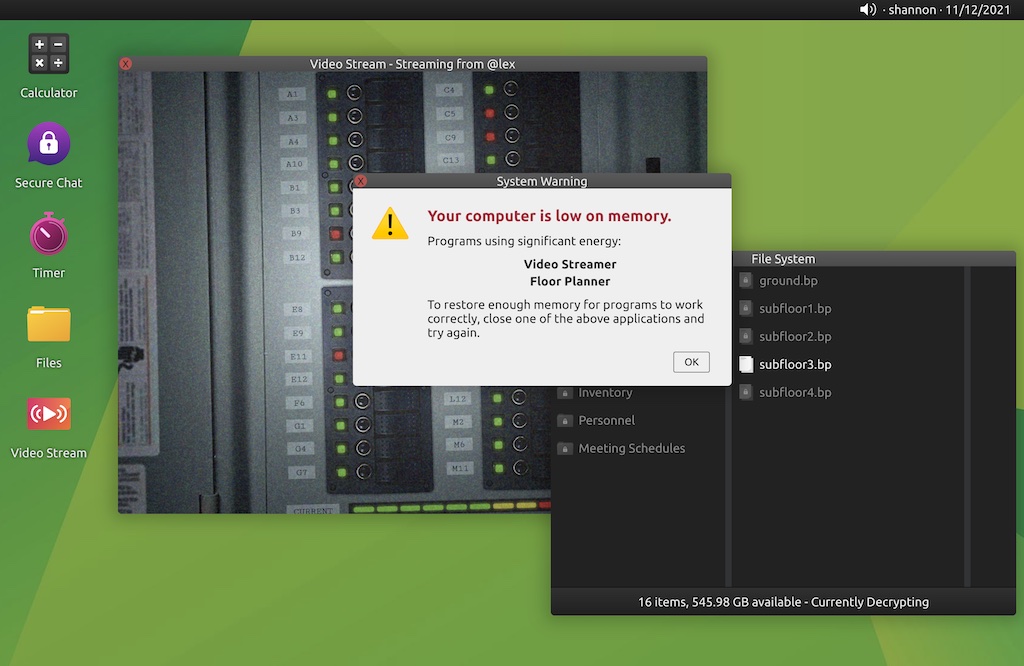 · shannon · 11/12/2021
Calculator
Secure Chat
Timer
Files
Video Stream
X
Video Stream - Streaming from @lex
A1
A3
A4
A10
B1
B3
B9
B12
E8
E9
E11
E12
F6
G1
G4
G7
CURRENT
C4
C5
C9
C13
L12
M2
M6
M11
X
System Warning
Your computer is low on memory.
Programs using significant energy:
Video Streamer
Floor Planner
To restore enough memory for programs to work
correctly, close one of the above applications and
try again.
OK
File System
Inventory
Personnel
Meeting Schedules
ground.bp
subfloor1.bp
subfloor2.bp
subfloor3.bp
subfloor4.bp
16 items, 545.98 GB available - Currently Decrypting